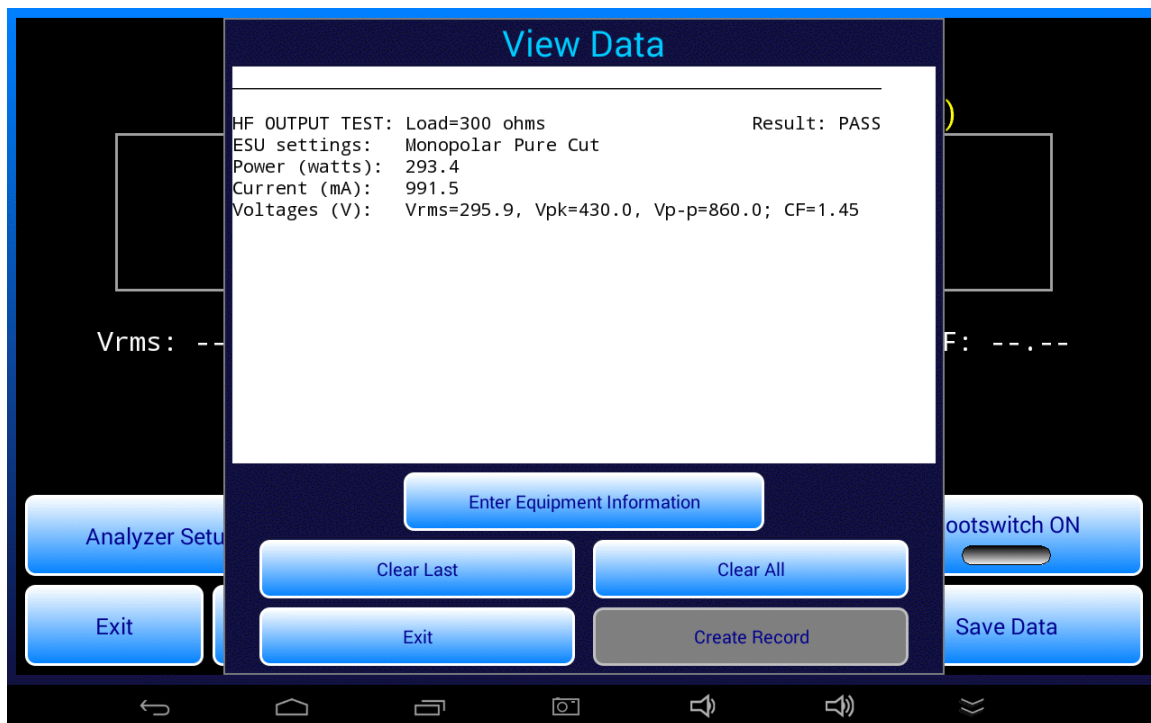 View Data
HF OUTPUT TEST: Load=300 ohms Result: PASS
ESU settings: Monopolar Pure Cut
Power (watts): 293.4
Current (mA): 991.5
Voltages (V): Vrms=295.9, Vpk=430.0, Vp-p=860.0; CF=1.45
)
Vrms: --
F: --.--
Enter Equipment Information
Analyzer Setu
ootswitch ON
Clear Last
Clear All
Exit
Exit
Create Record
Save Data